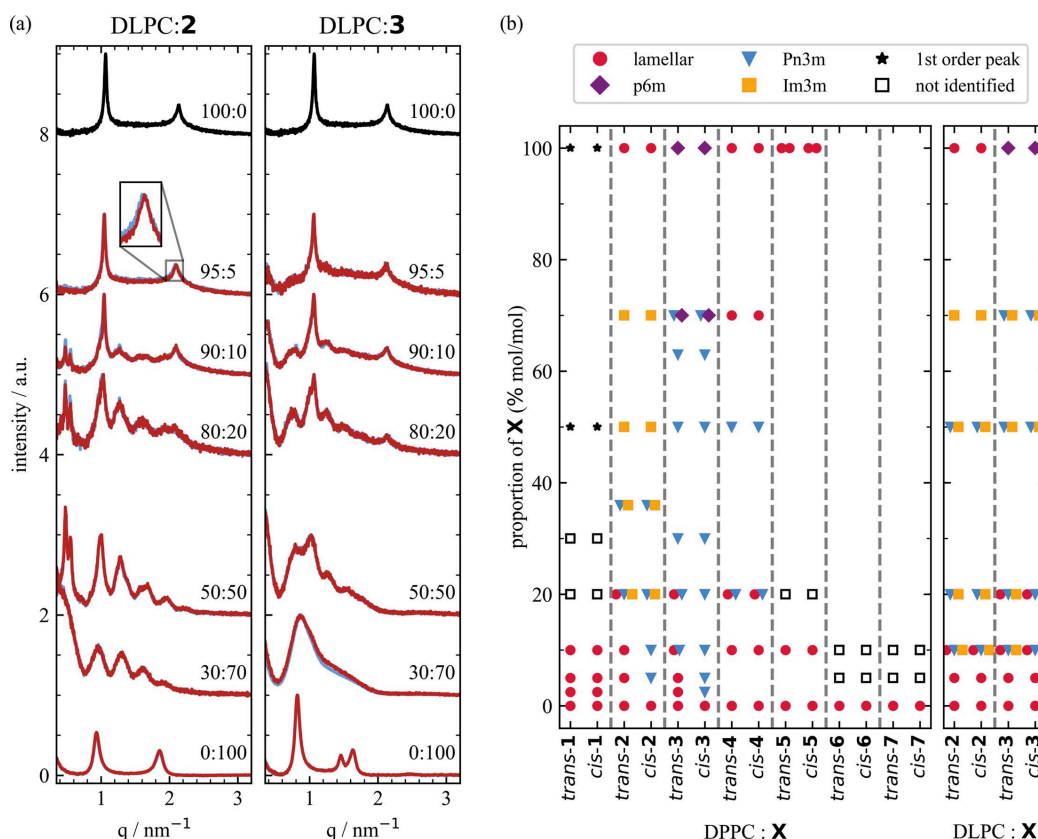 (a)
DLPC:2
DLPC:3
intensity / a.u.
8
6
4
2
0
100:0
95:5
90:10
80:20
50:50
30:70
0:100
100:0
95:5
90:10
80:20
50:50
30:70
0:100
1
2
3
1
2
3
q / nm⁻¹
q / nm⁻¹
(b)
lamellar
p6m
Pn3m
Im3m
1st order peak
not identified
proportion of X (% mol/mol)
100
80
60
40
20
0
trans-1
cis-1
trans-2
cis-2
trans-3
cis-3
trans-4
cis-4
trans-5
cis-5
trans-6
cis-6
trans-7
cis-7
trans-2
cis-2
trans-3
cis-3
DPPC : X
DLPC : X